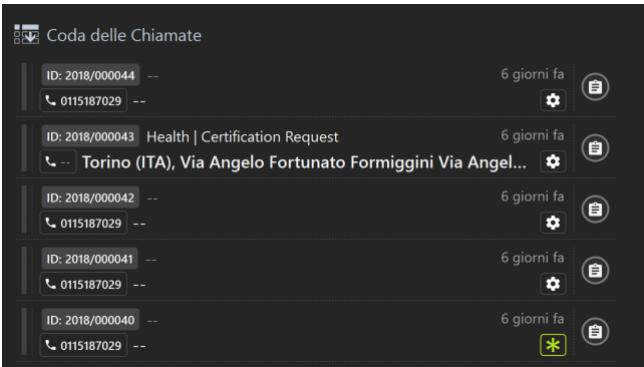 Coda delle Chiamate
ID: 2018/000044 -- 6 giorni fa
0115187029 --
ID: 2018/000043 Health | Certification Request 6 giorni fa
-- Torino (ITA), Via Angelo Fortunato Formiggini Via Angel...
ID: 2018/000042 -- 6 giorni fa
0115187029 --
ID: 2018/000041 -- 6 giorni fa
0115187029 --
ID: 2018/000040 -- 6 giorni fa
0115187029 --